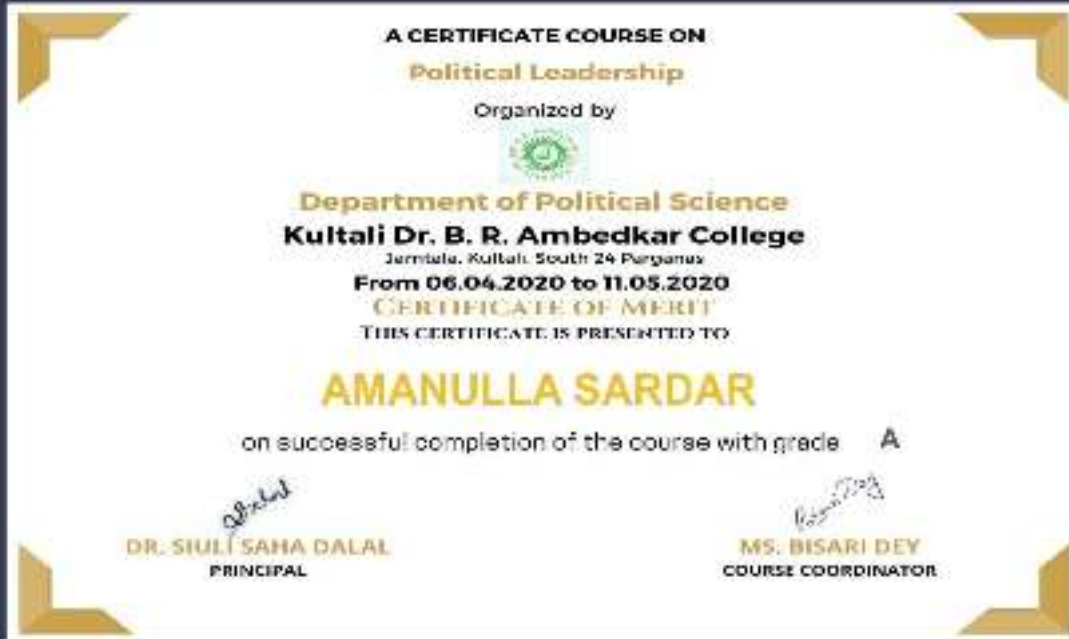 A CERTIFICATE COURSE ON
Political Leadership
Organized by
Department of Political Science
Kultali Dr. B. R. Ambedkar College
Jamtala, Kultali, South 24 Parganas
From 06.04.2020 to 11.05.2020
CERTIFICATE OF MERIT
THIS CERTIFICATE IS PRESENTED TO
AMANULLA SARDAR
on successful completion of the course with grade A
DR. SIULI SAHA DALAL
PRINCIPAL
MS. BISARI DEY
COURSE COORDINATOR